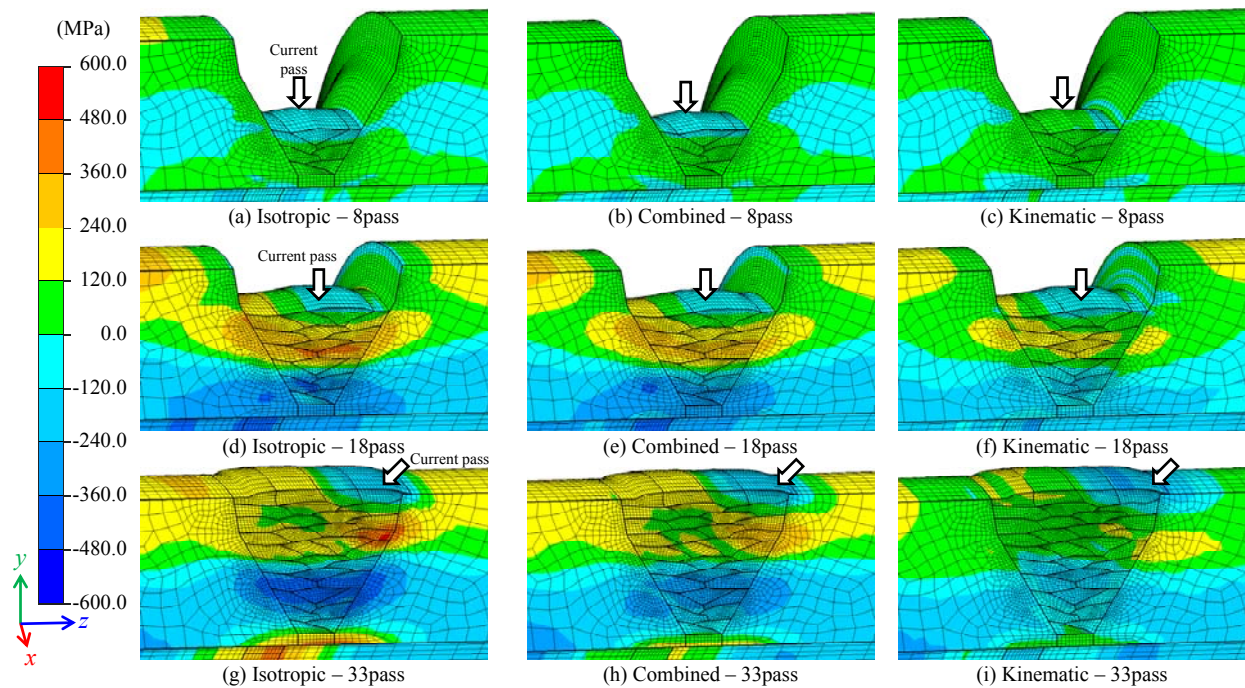 (MPa)
600.0
480.0
360.0
240.0
120.0
0.0
-120.0
-240.0
-360.0
-480.0
-600.0
y
z
x
Current
pass
(a) Isotropic – 8pass
(b) Combined – 8pass
(c) Kinematic – 8pass
Current pass
(d) Isotropic – 18pass
(e) Combined – 18pass
(f) Kinematic – 18pass
Current pass
(g) Isotropic – 33pass
(h) Combined – 33pass
(i) Kinematic – 33pass